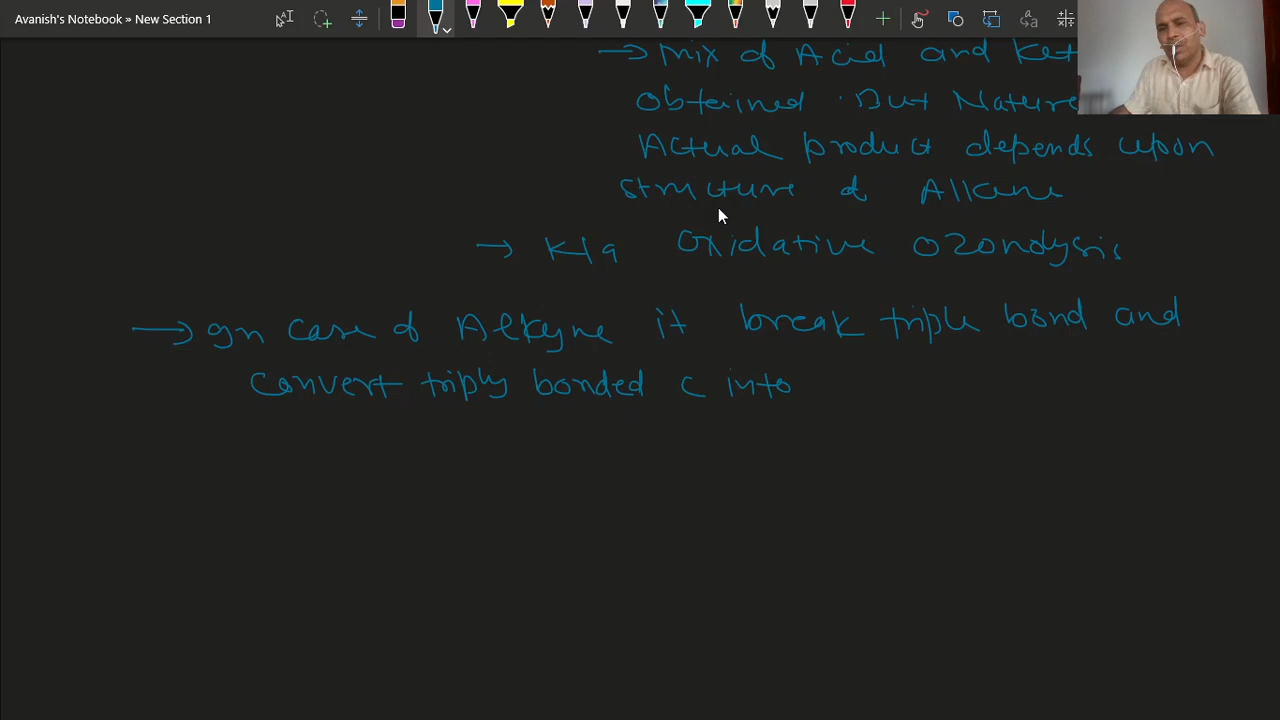 Avanish's Notebook » New Section 1
→ Mix of Acid and Ket
Obtained . But Nature
Actual product depends upon
structure of Alkene
→ K/a Oxidative Ozonolysis
→ In case of Alkyne it break triple bond and
Convert triply bonded C into